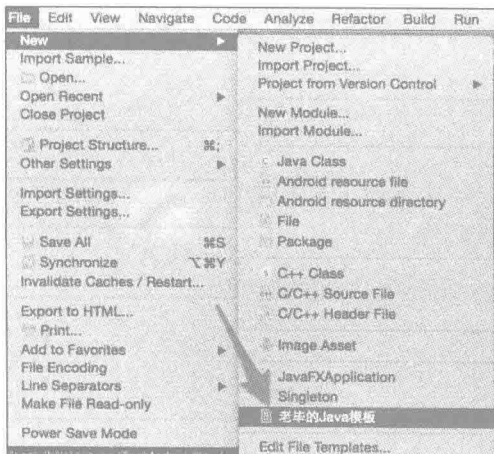 File Edit View Navigate Code Analyze Refactor Build Run
New
Import Sample...
Open...
Open Recent
Close Project
Project Structure... ⌘;
Other Settings
Import Settings...
Export Settings...
Save All ⌘S
Synchronize ⌥⌘Y
Invalidate Caches / Restart...
Export to HTML...
Print...
Add to Favorites
File Encoding
Line Separators
Make File Read-only
Power Save Mode
New Project...
Import Project...
Project from Version Control
New Module...
Import Module...
Java Class
Android resource file
Android resource directory
File
Package
C++ Class
C/C++ Source File
C/C++ Header File
Image Asset
JavaFXApplication
Singleton
老毕的Java模板
Edit File Templates...